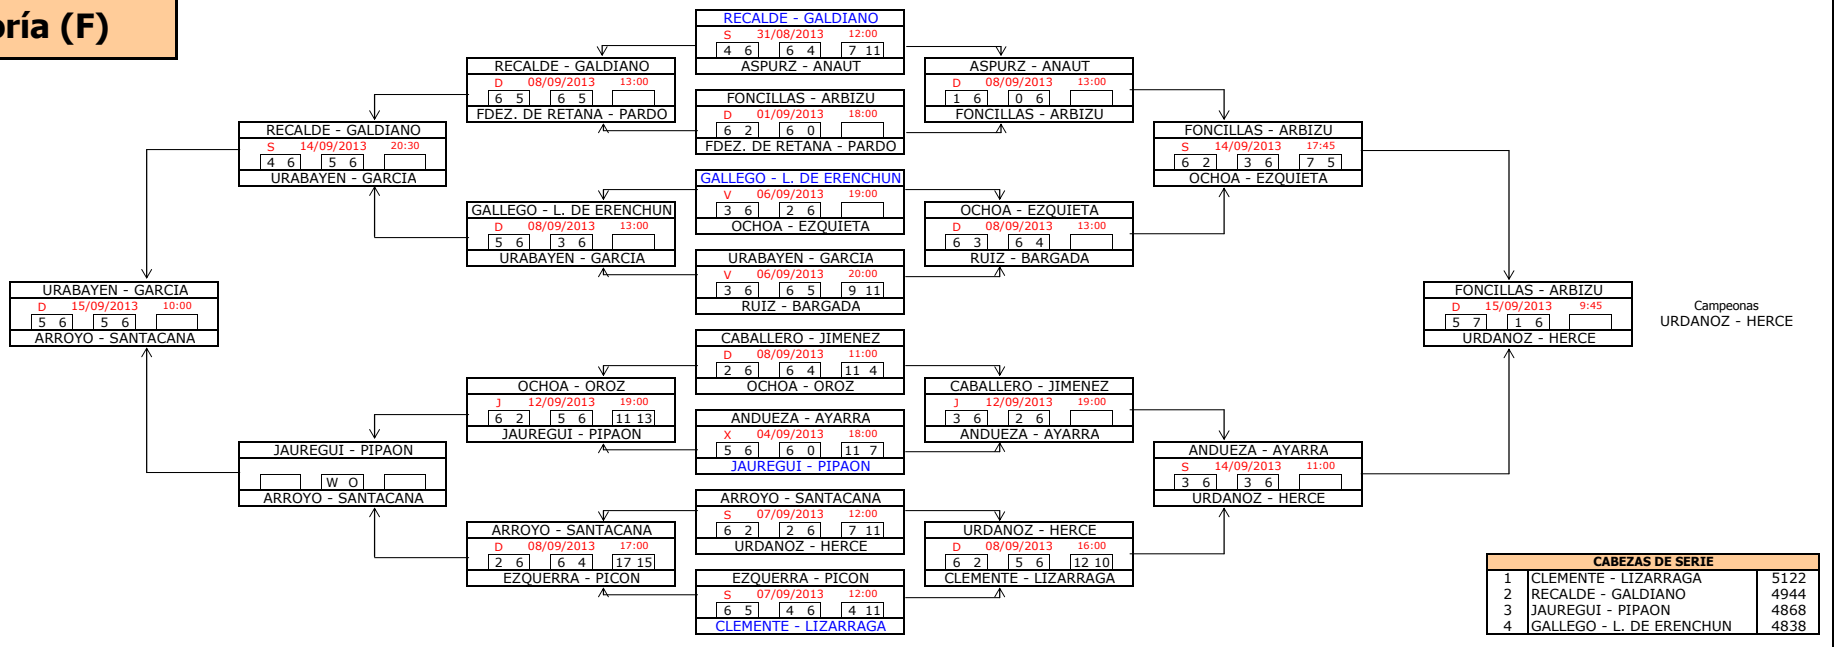 ría (F)
URABAYEN - GARCIA
D 15/09/2013 10:00
5 6 5 6
ARROYO - SANTACANA
RECALDE - GALDIANO
S 14/09/2013 20:30
4 6 5 6
URABAYEN - GARCIA
JAUREGUI - PIPAON
W O
ARROYO - SANTACANA
RECALDE - GALDIANO
D 08/09/2013 13:00
6 5 6 5
FDEZ. DE RETANA - PARDO
GALLEGO - L. DE ERENCHUN
D 08/09/2013 13:00
5 6 3 6
URABAYEN - GARCIA
OCHOA - OROZ
J 12/09/2013 19:00
6 2 5 6 11 13
JAUREGUI - PIPAON
ARROYO - SANTACANA
D 08/09/2013 17:00
2 6 6 4 17 15
EZQUERRA - PICON
RECALDE - GALDIANO
S 31/08/2013 12:00
4 6 6 4 7 11
ASPURZ - ANAUT
FONCILLAS - ARBIZU
D 01/09/2013 18:00
6 2 6 0
FDEZ. DE RETANA - PARDO
GALLEGO - L. DE ERENCHUN
V 06/09/2013 19:00
3 6 2 6
OCHOA - EZQUIETA
URABAYEN - GARCIA
V 06/09/2013 20:00
3 6 6 5 9 11
RUIZ - BARGADA
CABALLERO - JIMENEZ
D 08/09/2013 11:00
2 6 6 4 11 4
OCHOA - OROZ
ANDUEZA - AYARRA
X 04/09/2013 18:00
5 6 6 0 11 7
JAUREGUI - PIPAON
ARROYO - SANTACANA
S 07/09/2013 12:00
6 2 2 6 7 11
URDANOZ - HERCE
EZQUERRA - PICON
S 07/09/2013 12:00
6 5 4 6 4 11
CLEMENTE - LIZARRAGA
ASPURZ - ANAUT
D 08/09/2013 13:00
1 6 0 6
FONCILLAS - ARBIZU
OCHOA - EZQUIETA
D 08/09/2013 13:00
6 3 6 4
RUIZ - BARGADA
CABALLERO - JIMENEZ
J 12/09/2013 19:00
3 6 2 6
ANDUEZA - AYARRA
URDANOZ - HERCE
D 08/09/2013 16:00
6 2 5 6 12 10
CLEMENTE - LIZARRAGA
FONCILLAS - ARBIZU
S 14/09/2013 17:45
6 2 3 6 7 5
OCHOA - EZQUIETA
ANDUEZA - AYARRA
S 14/09/2013 11:00
3 6 3 6
URDANOZ - HERCE
FONCILLAS - ARBIZU
D 15/09/2013 9:45
5 7 1 6
URDANOZ - HERCE
Campeonas
URDANOZ - HERCE
CABEZAS DE SERIE
1 CLEMENTE - LIZARRAGA 5122
2 RECALDE - GALDIANO 4944
3 JAUREGUI - PIPAON 4868
4 GALLEGO - L. DE ERENCHUN 4838